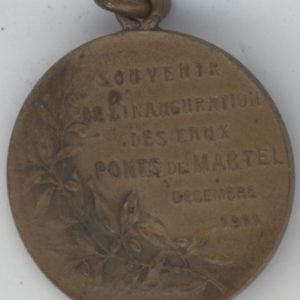 SOUVENIR
DE L'INAUGURATION
DES EAUX
PONTS DE MARTEL
DECEMBRE